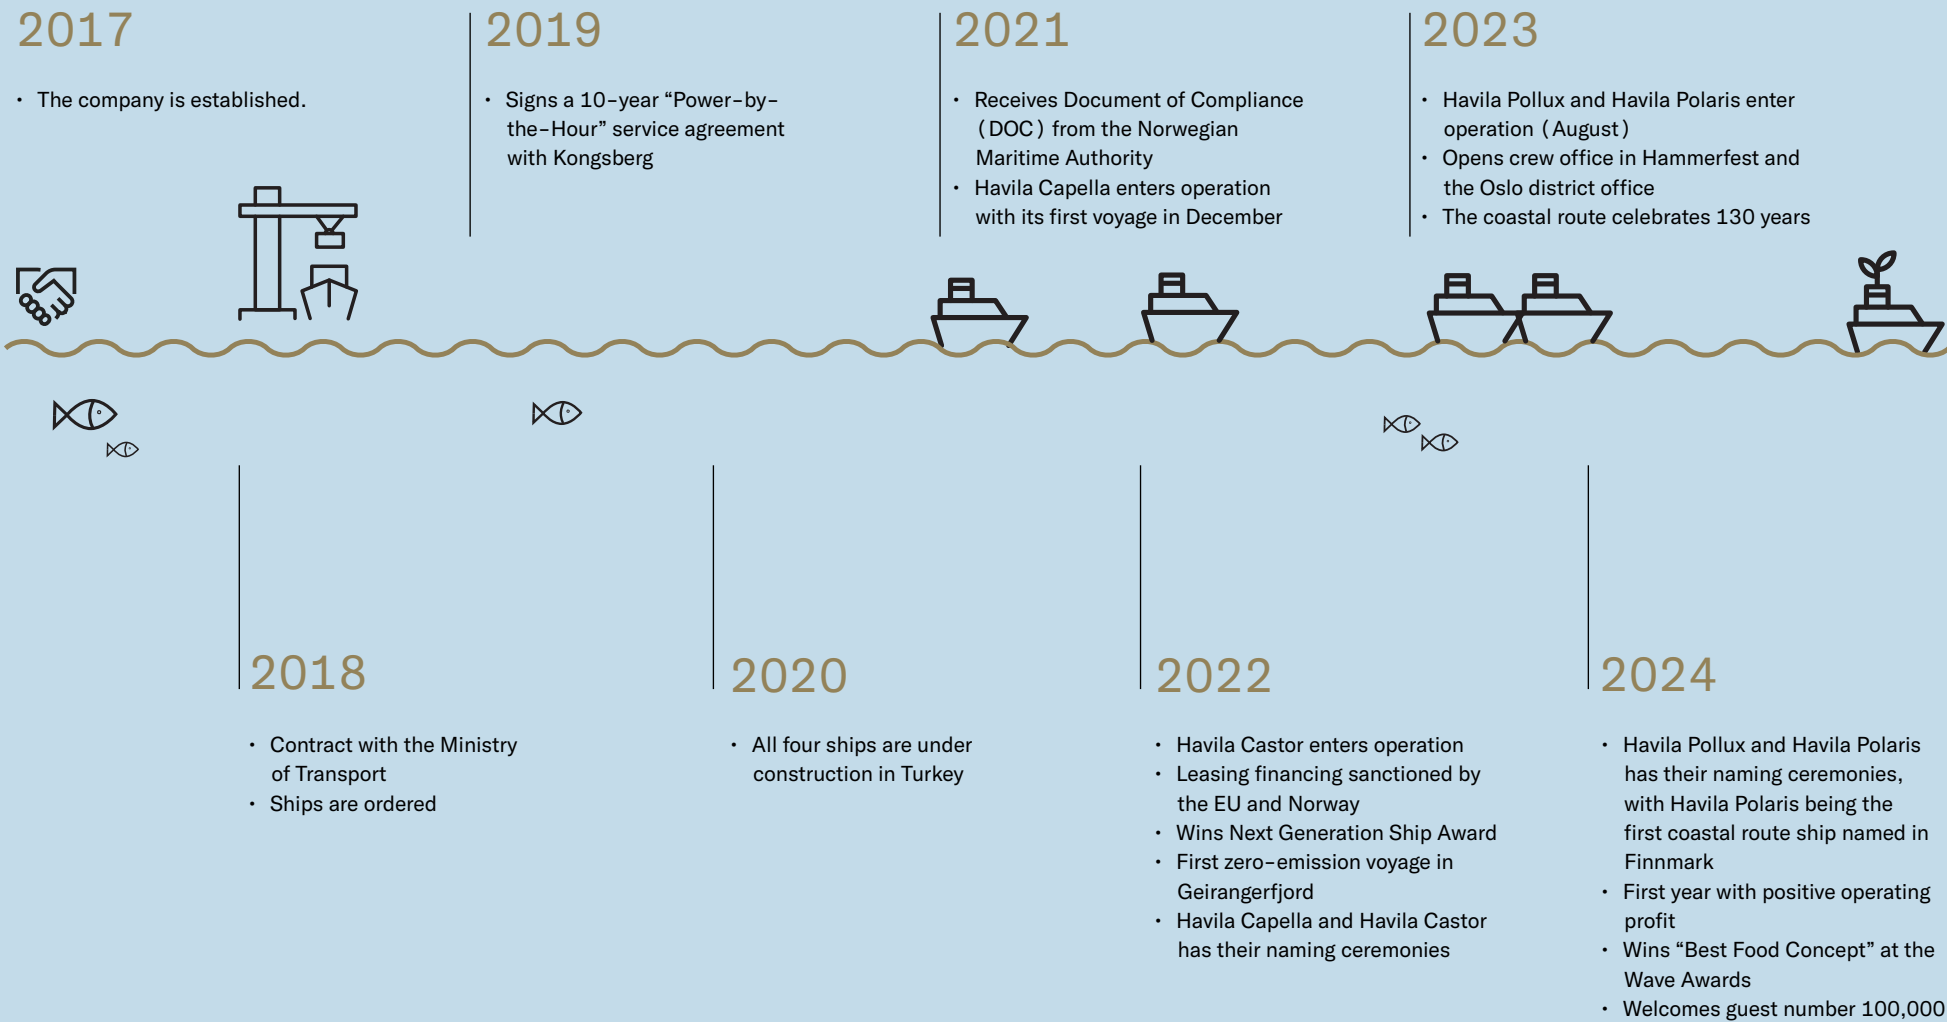 2017
• The company is established.
2019
• Signs a 10-year “Power-by-
the-Hour” service agreement
with Kongsberg
2021
• Receives Document of Compliance
(DOC) from the Norwegian
Maritime Authority
• Havila Capella enters operation
with its first voyage in December
2023
• Havila Pollux and Havila Polaris enter
operation (August)
• Opens crew office in Hammerfest and
the Oslo district office
• The coastal route celebrates 130 years
2018
• Contract with the Ministry
of Transport
• Ships are ordered
2020
• All four ships are under
construction in Turkey
2022
• Havila Castor enters operation
• Leasing financing sanctioned by
the EU and Norway
• Wins Next Generation Ship Award
• First zero-emission voyage in
Geirangerfjord
• Havila Capella and Havila Castor
has their naming ceremonies
2024
• Havila Pollux and Havila Polaris
has their naming ceremonies,
with Havila Polaris being the
first coastal route ship named in
Finnmark
• First year with positive operating
profit
• Wins “Best Food Concept” at the
Wave Awards
• Welcomes guest number 100,000